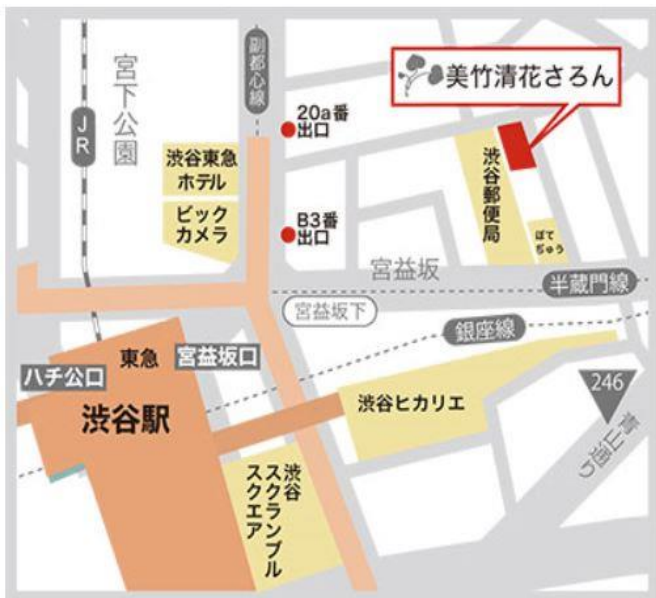 宮下公園
JR
副都心線
20a番
出口
美竹清花さろん
渋谷東急
ホテル
ビック
カメラ
B3番
出口
渋谷郵便局
ぽて
ぢゅう
宮益坂
半蔵門線
宮益坂下
銀座線
東急
宮益坂口
ハチ公口
渋谷駅
渋谷ヒカリエ
246
青山通り
渋谷
スクランブル
スクエア